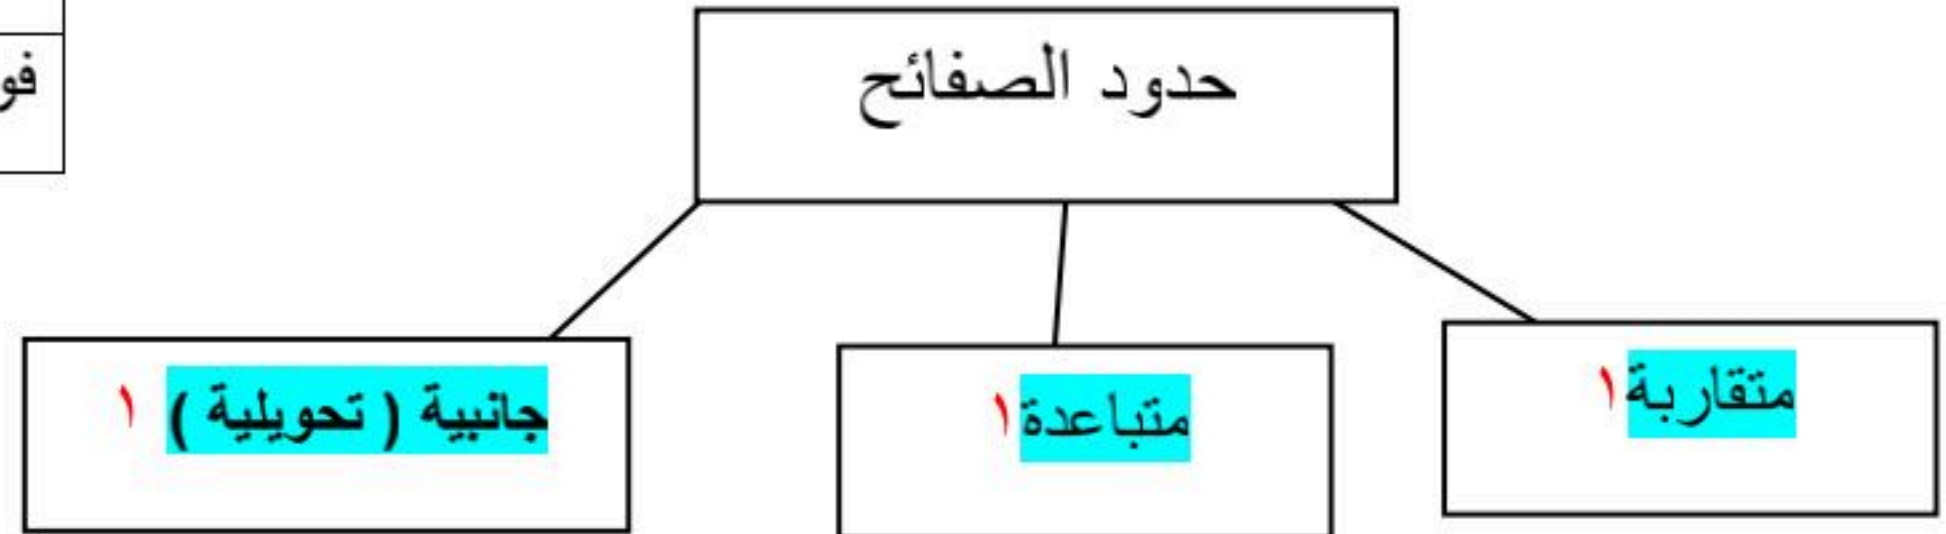 حدود الصفائح
متقاربة ١
متباعدة ١
جانبية ( تحويلية ) ١